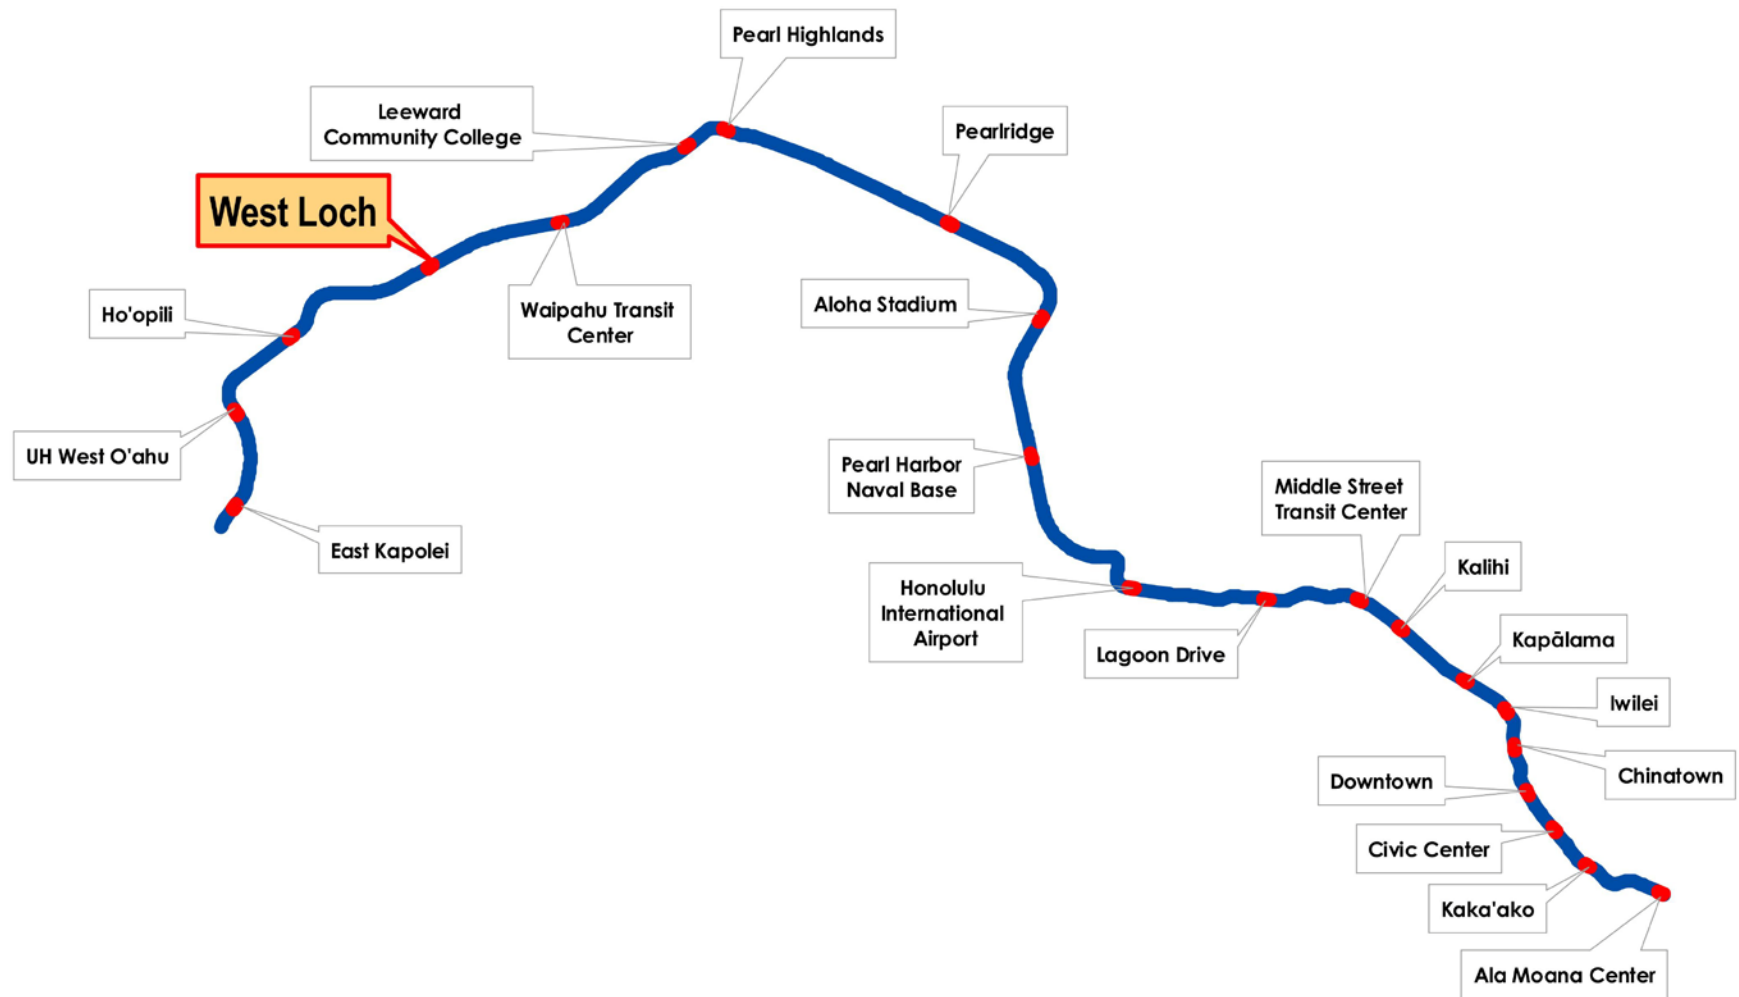 Pearl Highlands
Leeward
Community College
Pearlridge
West Loch
Ho'opili
Waipahu Transit
Center
Aloha Stadium
UH West O'ahu
Pearl Harbor
Naval Base
East Kapolei
Middle Street
Transit Center
Kalihi
Honolulu
International
Airport
Lagoon Drive
Kapālama
Iwilei
Chinatown
Downtown
Civic Center
Kaka'ako
Ala Moana Center